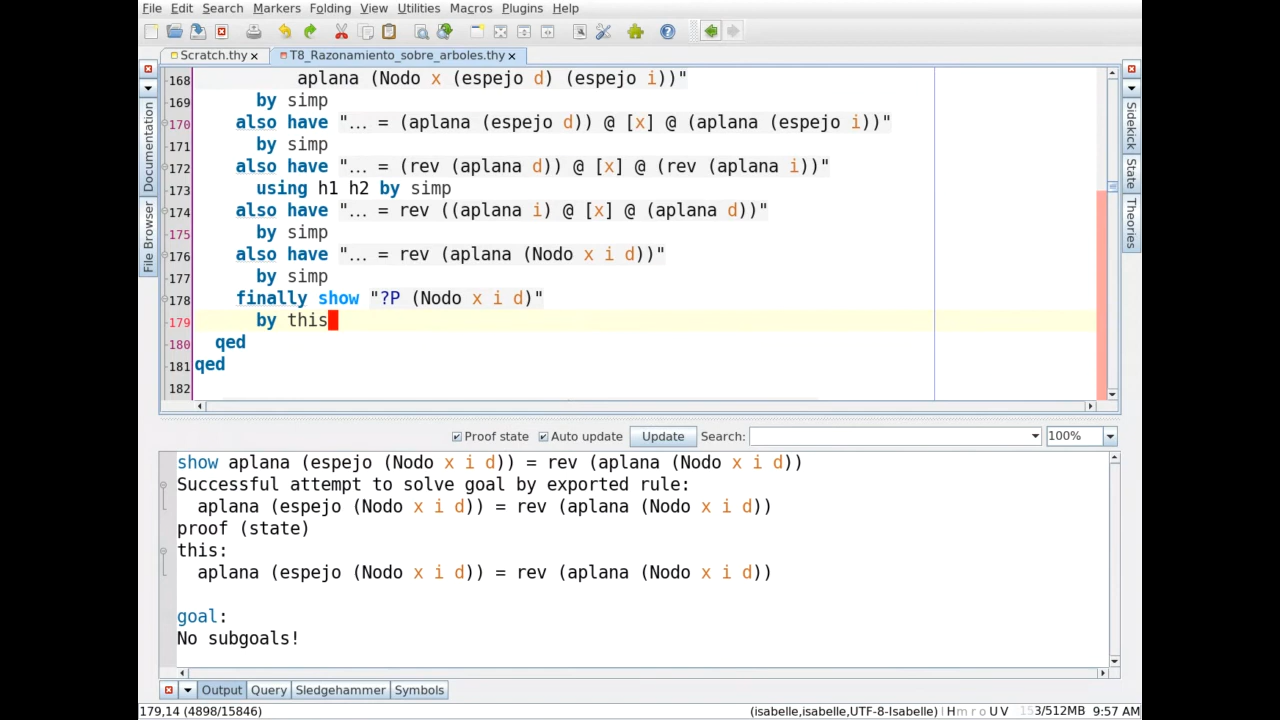 File Edit Search Markers Folding View Utilities Macros Plugins Help
Scratch.thy T8_Razonamiento_sobre_arboles.thy
168 aplana (Nodo x (espejo d) (espejo i))"
169 by simp
170 also have "... = (aplana (espejo d)) @ [x] @ (aplana (espejo i))"
171 by simp
172 also have "... = (rev (aplana d)) @ [x] @ (rev (aplana i))"
173 using h1 h2 by simp
174 also have "... = rev ((aplana i) @ [x] @ (aplana d))"
175 by simp
176 also have "... = rev (aplana (Nodo x i d))"
177 by simp
178 finally show "?P (Nodo x i d)"
179 by this
180 qed
181 qed
182
Documentation
File Browser
Sidekick
State
Theories
Proof state Auto update Update Search: 100%
show aplana (espejo (Nodo x i d)) = rev (aplana (Nodo x i d))
Successful attempt to solve goal by exported rule:
aplana (espejo (Nodo x i d)) = rev (aplana (Nodo x i d))
proof (state)
this:
aplana (espejo (Nodo x i d)) = rev (aplana (Nodo x i d))
goal:
No subgoals!
Output Query Sledgehammer Symbols
179,14 (4898/15846) (isabelle,isabelle,UTF-8-Isabelle) | H m r o U V 153/512MB 9:57 AM